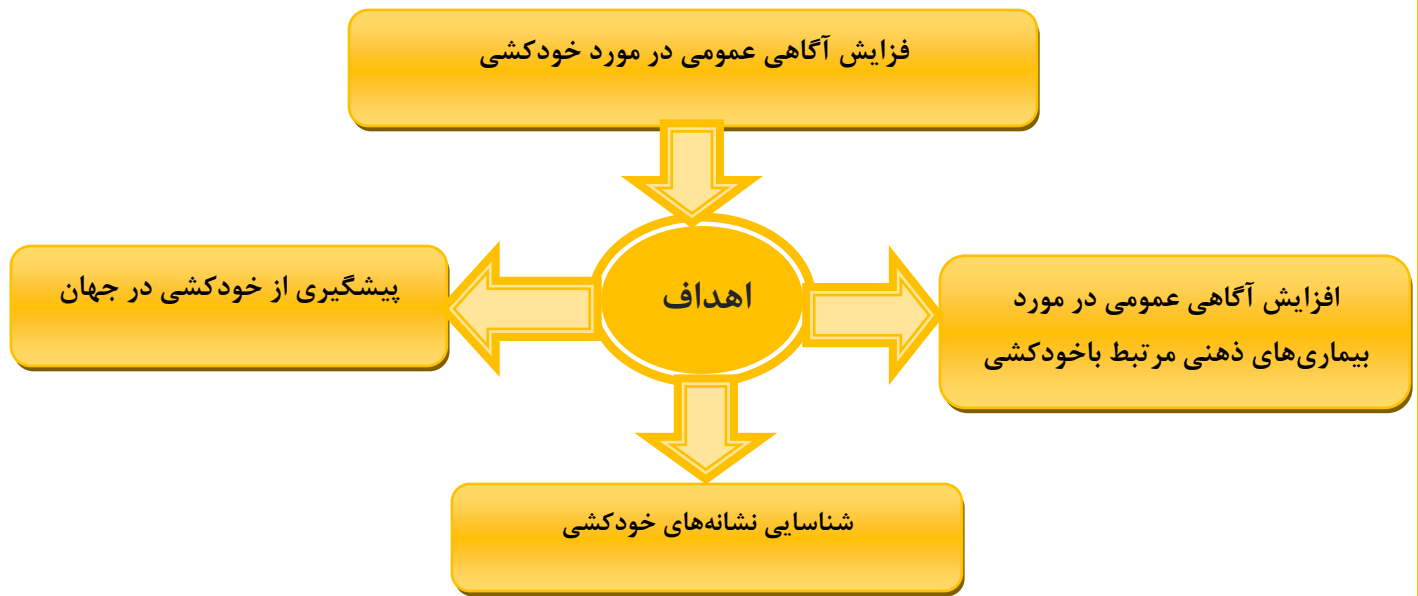 فزایش آگاهی عمومی در مورد خودکشی
افزایش آگاهی عمومی در مورد
بیماری‌های ذهنی مرتبط باخودکشی
اهداف
پیشگیری از خودکشی در جهان
شناسایی نشانه‌های خودکشی